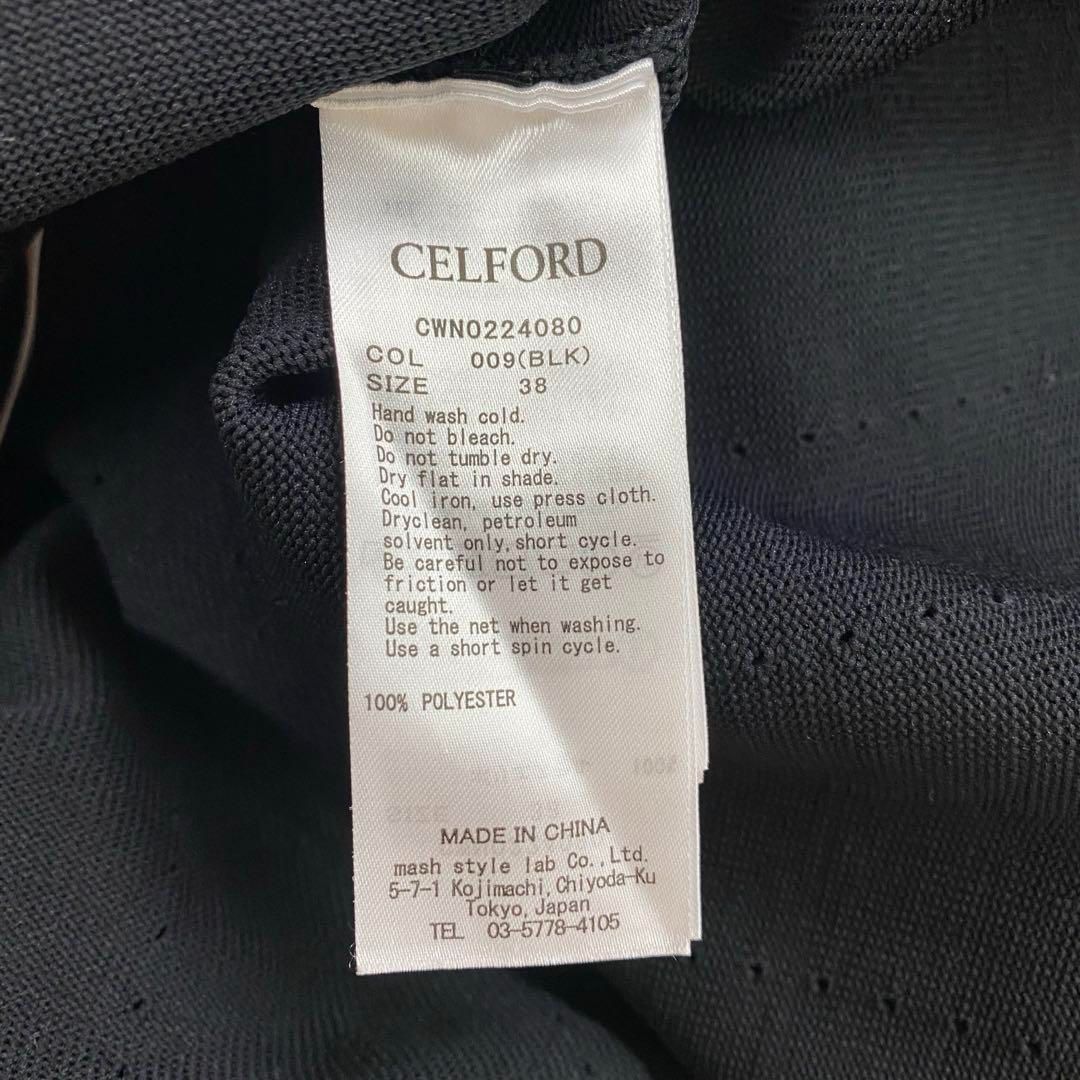 CELFORD
CWNO224080
COL 009(BLK)
SIZE 38
Hand wash cold.
Do not bleach.
Do not tumble dry.
Dry flat in shade.
Cool iron, use press cloth.
Dryclean, petroleum
solvent only,short cycle.
Be careful not to expose to
friction or let it get
caught.
Use the net when washing.
Use a short spin cycle.
100% POLYESTER
MADE IN CHINA
mash style lab Co.,Ltd.
5-7-1 Kojimachi,Chiyoda-Ku
Tokyo,Japan
TEL 03-5778-4105